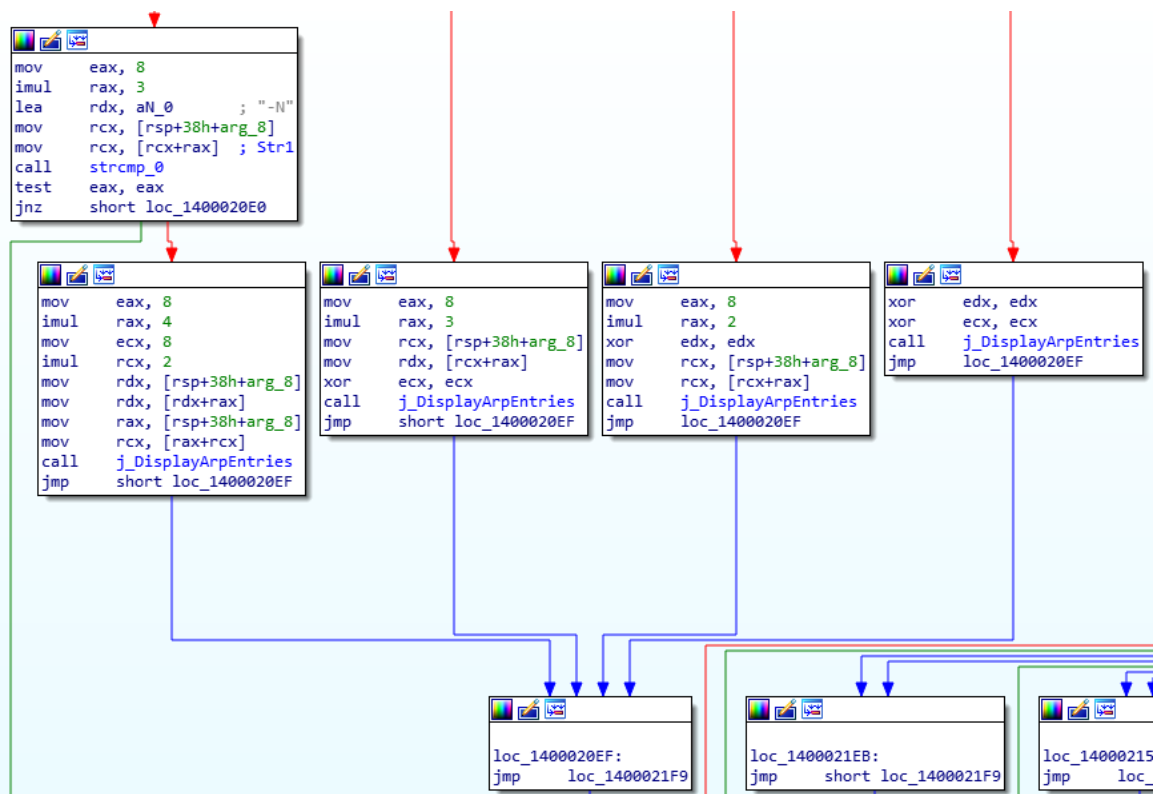 mov eax, 8
imul rax, 3
lea rdx, aN_0 ; "-N"
mov rcx, [rsp+38h+arg_8]
mov rcx, [rcx+rax] ; Str1
call strcmp_0
test eax, eax
jnz short loc_1400020E0
mov eax, 8
imul rax, 4
mov ecx, 8
imul rcx, 2
mov rdx, [rsp+38h+arg_8]
mov rdx, [rdx+rax]
mov rax, [rsp+38h+arg_8]
mov rcx, [rax+rcx]
call j_DisplayArpEntries
jmp short loc_1400020EF
mov eax, 8
imul rax, 3
mov rcx, [rsp+38h+arg_8]
mov rdx, [rcx+rax]
xor ecx, ecx
call j_DisplayArpEntries
jmp short loc_1400020EF
mov eax, 8
imul rax, 2
xor edx, edx
mov rcx, [rsp+38h+arg_8]
mov rcx, [rcx+rax]
call j_DisplayArpEntries
jmp loc_1400020EF
xor edx, edx
xor ecx, ecx
call j_DisplayArpEntries
jmp loc_1400020EF
loc_1400020EF:
jmp loc_1400021F9
loc_1400021EB:
jmp short loc_1400021F9
loc_14000215
jmp loc_